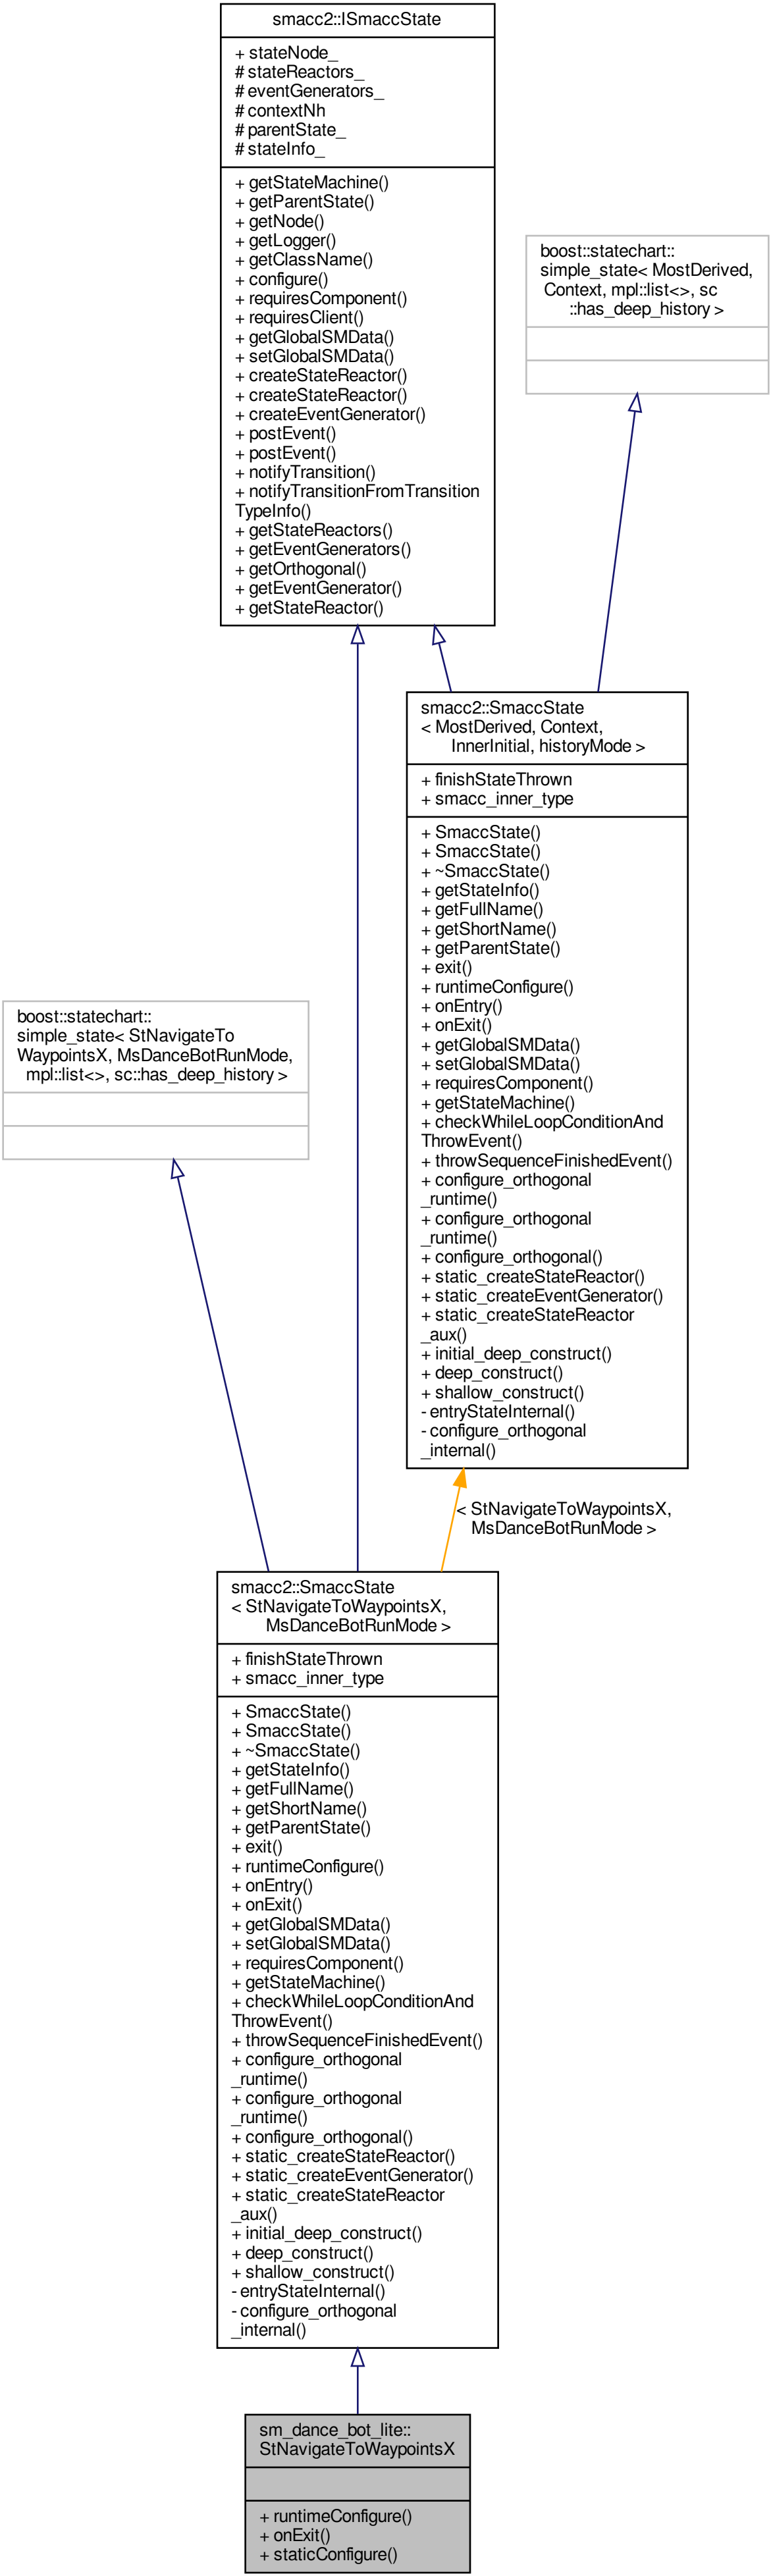 smacc2::ISmaccState
+ stateNode_
# stateReactors_
# eventGenerators_
# contextNh
# parentState_
# stateInfo_
+ getStateMachine()
+ getParentState()
+ getNode()
+ getLogger()
+ getClassName()
+ configure()
+ requiresComponent()
+ requiresClient()
+ getGlobalSMData()
+ setGlobalSMData()
+ createStateReactor()
+ createStateReactor()
+ createEventGenerator()
+ postEvent()
+ postEvent()
+ notifyTransition()
+ notifyTransitionFromTransition
TypeInfo()
+ getStateReactors()
+ getEventGenerators()
+ getOrthogonal()
+ getEventGenerator()
+ getStateReactor()
boost::statechart::
simple_state< MostDerived,
Context, mpl::list<>, sc
::has_deep_history >
smacc2::SmaccState
< MostDerived, Context,
InnerInitial, historyMode >
+ finishStateThrown
+ smacc_inner_type
+ SmaccState()
+ SmaccState()
+ ~SmaccState()
+ getStateInfo()
+ getFullName()
+ getShortName()
+ getParentState()
+ exit()
+ runtimeConfigure()
+ onEntry()
+ onExit()
+ getGlobalSMData()
+ setGlobalSMData()
+ requiresComponent()
+ getStateMachine()
+ checkWhileLoopConditionAnd
ThrowEvent()
+ throwSequenceFinishedEvent()
+ configure_orthogonal
_runtime()
+ configure_orthogonal
_runtime()
+ configure_orthogonal()
+ static_createStateReactor()
+ static_createEventGenerator()
+ static_createStateReactor
_aux()
+ initial_deep_construct()
+ deep_construct()
+ shallow_construct()
- entryStateInternal()
- configure_orthogonal
_internal()
boost::statechart::
simple_state< StNavigateTo
WaypointsX, MsDanceBotRunMode,
mpl::list<>, sc::has_deep_history >
< StNavigateToWaypointsX,
MsDanceBotRunMode >
smacc2::SmaccState
< StNavigateToWaypointsX,
MsDanceBotRunMode >
+ finishStateThrown
+ smacc_inner_type
+ SmaccState()
+ SmaccState()
+ ~SmaccState()
+ getStateInfo()
+ getFullName()
+ getShortName()
+ getParentState()
+ exit()
+ runtimeConfigure()
+ onEntry()
+ onExit()
+ getGlobalSMData()
+ setGlobalSMData()
+ requiresComponent()
+ getStateMachine()
+ checkWhileLoopConditionAnd
ThrowEvent()
+ throwSequenceFinishedEvent()
+ configure_orthogonal
_runtime()
+ configure_orthogonal
_runtime()
+ configure_orthogonal()
+ static_createStateReactor()
+ static_createEventGenerator()
+ static_createStateReactor
_aux()
+ initial_deep_construct()
+ deep_construct()
+ shallow_construct()
- entryStateInternal()
- configure_orthogonal
_internal()
sm_dance_bot_lite::
StNavigateToWaypointsX
+ runtimeConfigure()
+ onExit()
+ staticConfigure()